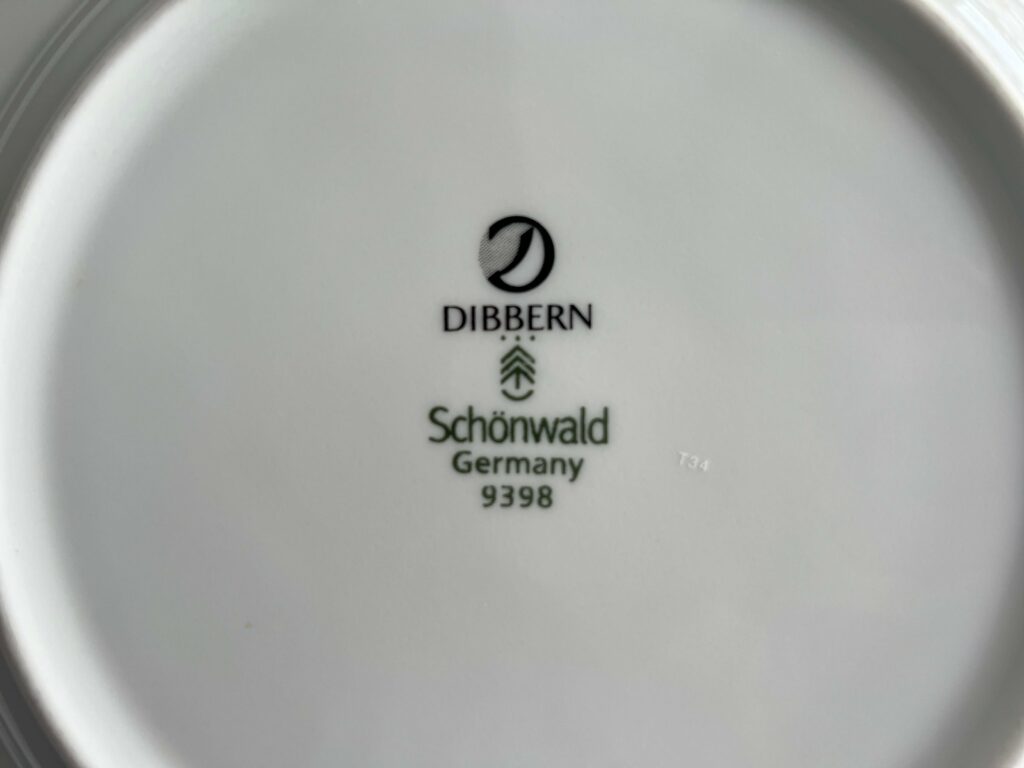 DIBBERN
Schönwald
Germany
9398
T34